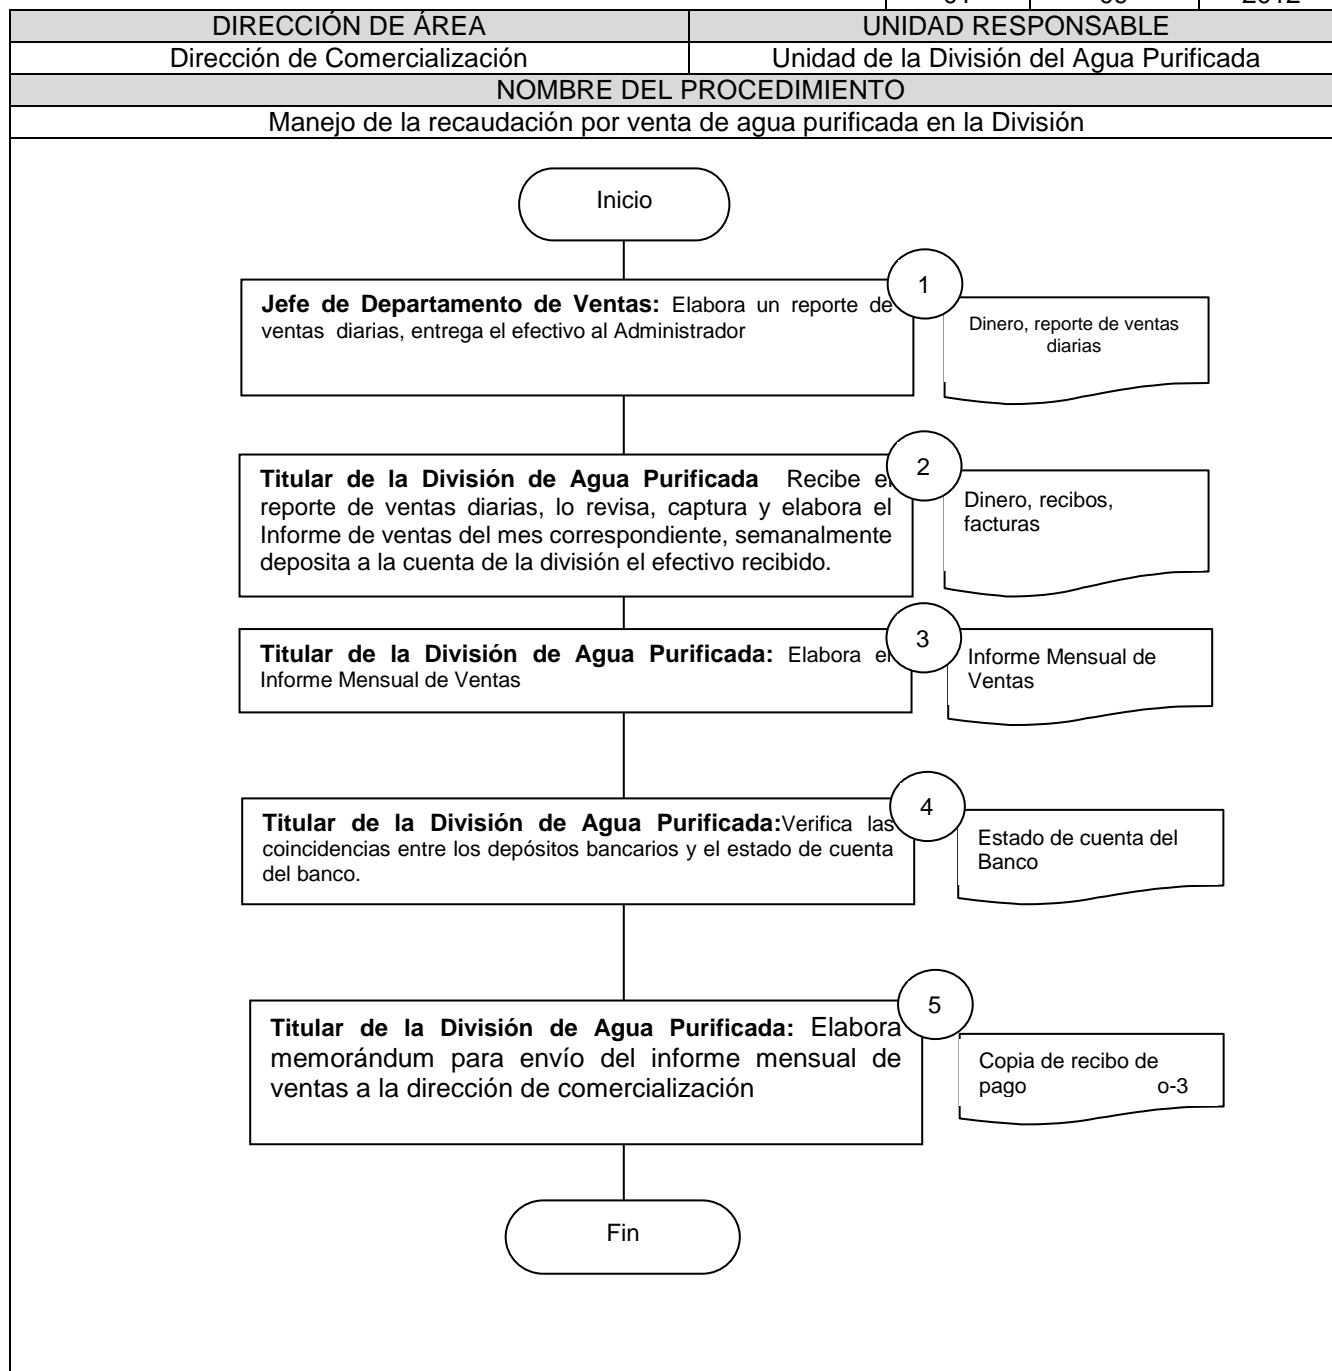 DIRECCIÓN DE ÁREA
UNIDAD RESPONSABLE
Dirección de Comercialización
Unidad de la División del Agua Purificada
NOMBRE DEL PROCEDIMIENTO
Manejo de la recaudación por venta de agua purificada en la División
Inicio
1
Jefe de Departamento de Ventas: Elabora un reporte de
ventas diarias, entrega el efectivo al Administrador
Dinero, reporte de ventas
diarias
2
Titular de la División de Agua Purificada Recibe el
reporte de ventas diarias, lo revisa, captura y elabora el
Informe de ventas del mes correspondiente, semanalmente
deposita a la cuenta de la división el efectivo recibido.
Dinero, recibos,
facturas
3
Titular de la División de Agua Purificada: Elabora el
Informe Mensual de Ventas
Informe Mensual de
Ventas
4
Titular de la División de Agua Purificada:Verifica las
coincidencias entre los depósitos bancarios y el estado de cuenta
del banco.
Estado de cuenta del
Banco
5
Titular de la División de Agua Purificada: Elabora
memorándum para envío del informe mensual de
ventas a la dirección de comercialización
Copia de recibo de
pago o-3
Fin